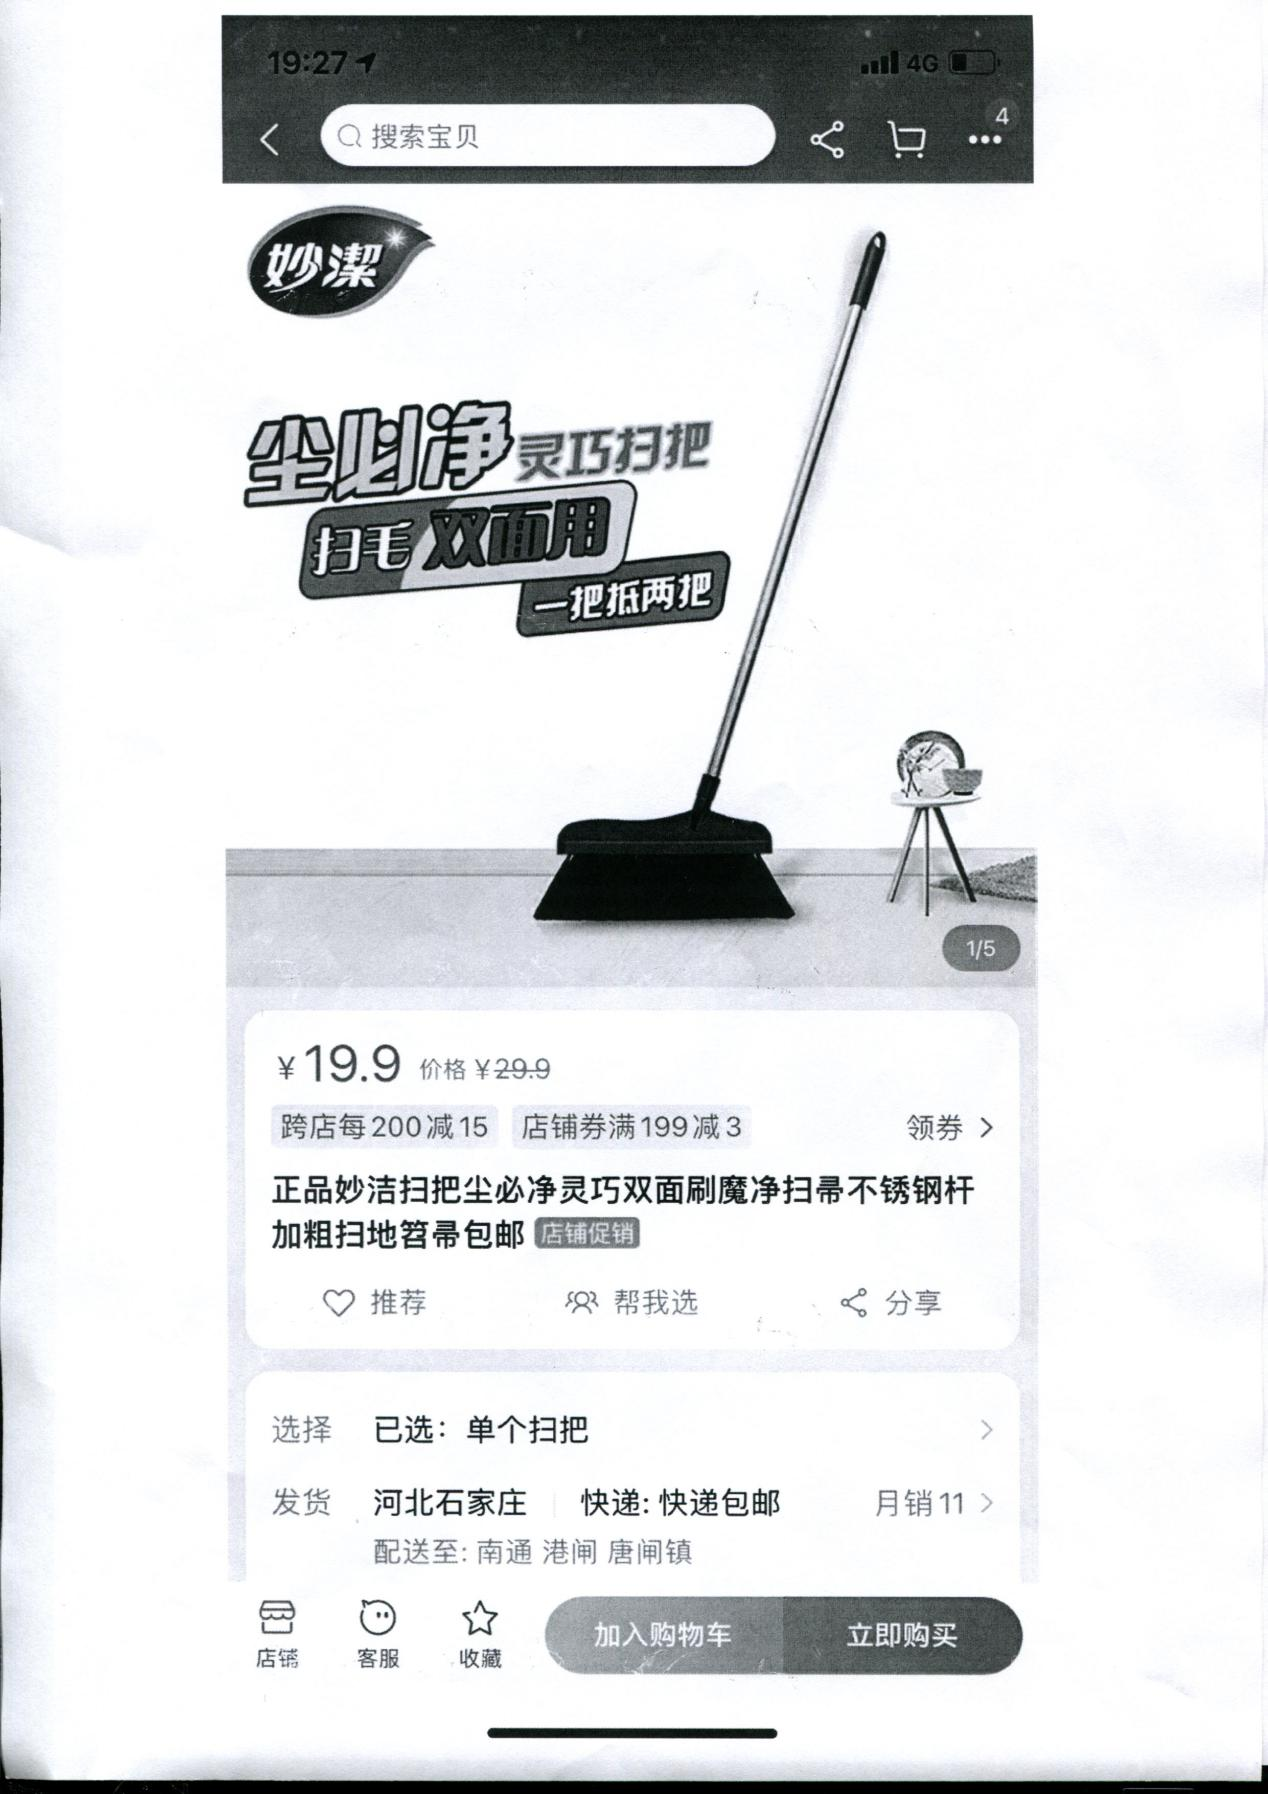 19:27 4G
搜索宝贝 4
妙潔
尘必净 灵巧扫把
扫毛 双面用
一把抵两把
1/5
¥19.9 价格 ¥29.9
跨店每200减15 店铺券满199减3 领券
正品妙洁扫把尘必净灵巧双面刷魔净扫帚不锈钢杆
加粗扫地笤帚包邮 店铺促销
推荐 帮我选 分享
选择 已选：单个扫把
发货 河北石家庄 快递: 快递包邮 月销11
配送至: 南通 港闸 唐闸镇
店铺 客服 收藏 加入购物车 立即购买